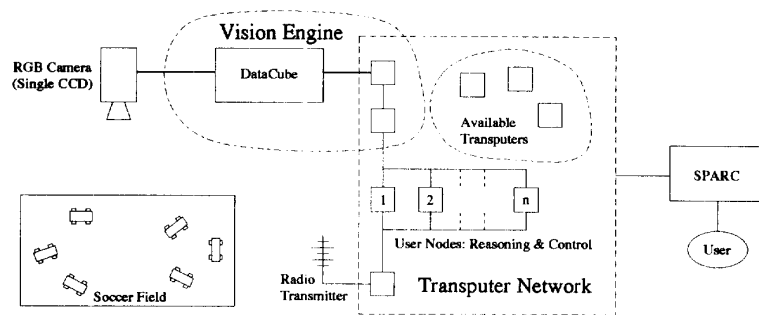 Vision Engine
RGB Camera
(Single CCD)
DataCube
Available
Transputers
SPARC
1
2
n
User Nodes: Reasoning & Control
User
Radio
Transmitter
Transputer Network
Soccer Field